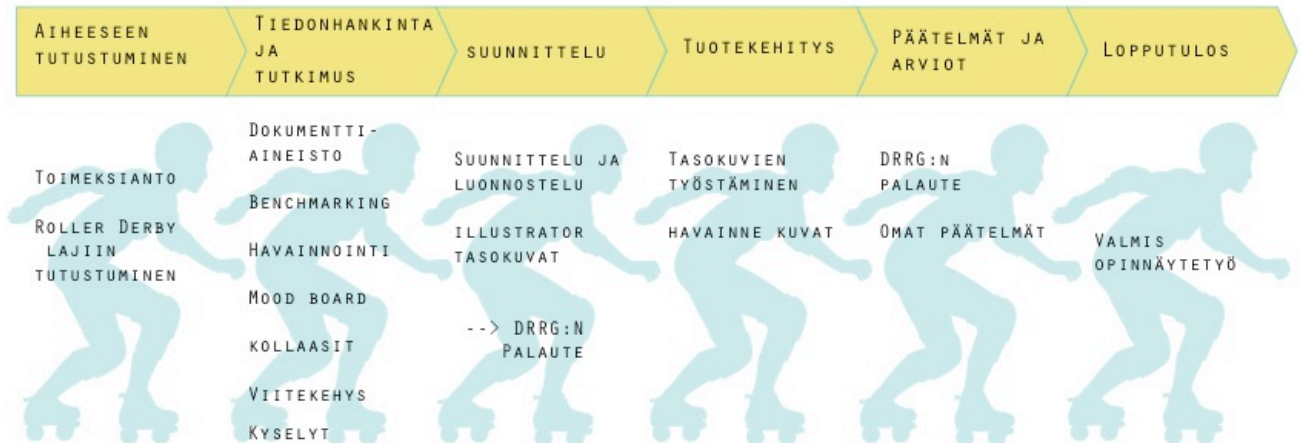 AIHEESEEN
TUTUSTUMINEN
TIEDONHANKINTA
JA
TUTKIMUS
SUUNNITTELU
TUOTEKEHITYS
PÄÄTELMÄT JA
ARVIOT
LOPPUTULOS
TOIMEKSIANTO
ROLLER DERBY
LAJIIN
TUTUSTUMINEN
DOKUMENTTI-
AINEISTO
BENCHMARKING
HAVAINNOINTI
MOOD BOARD
KOLLAASIT
VIITEKEHYS
KYSELYT
SUUNNITTELU JA
LUONNOSTELU
ILLUSTRATOR
TASOKUVAT
--> DRRG:N
PALAUTE
TASOKUVIEN
TYÖSTÄMINEN
HAVAINNE KUVAT
DRRG:N
PALAUTE
OMAT PÄÄTELMÄT
VALMIS
OPINNÄYTETYÖ